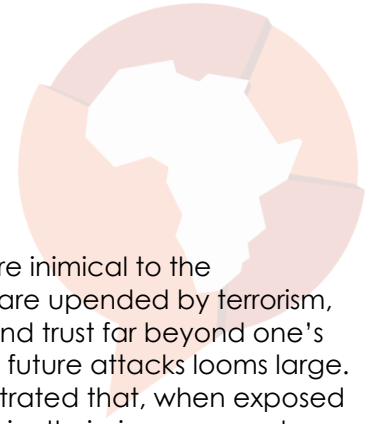 re inimical to the
are upended by terrorism,
nd trust far beyond one’s
future attacks looms large.
trated that, when exposed